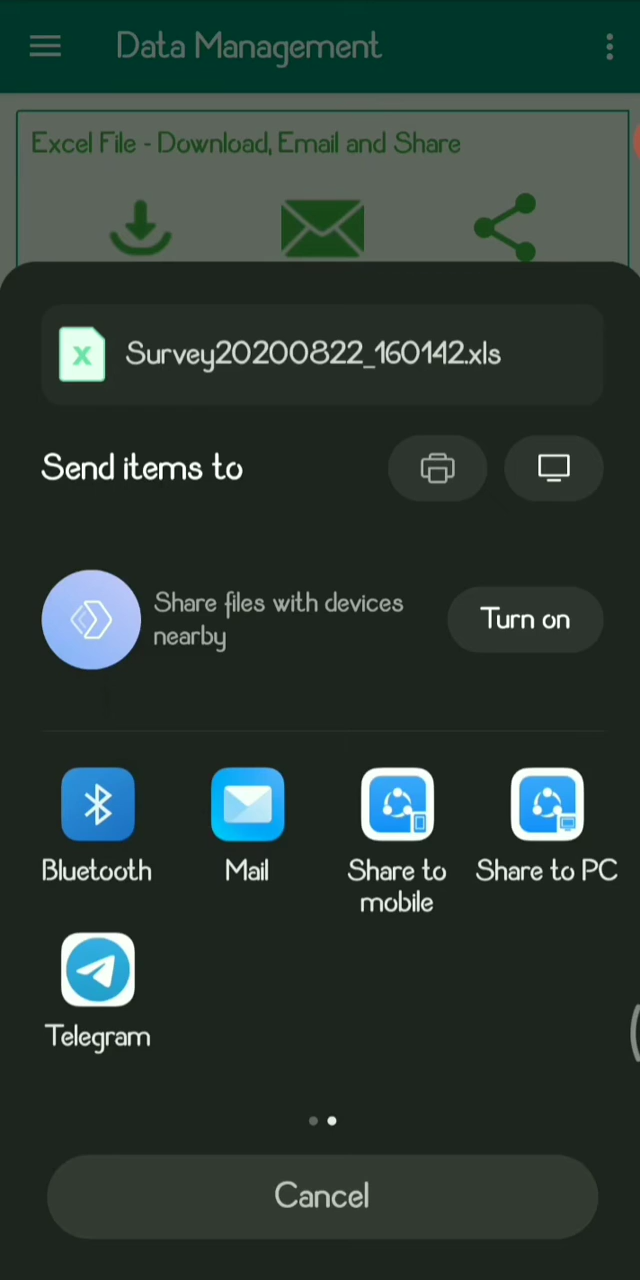 Data Management
Excel File - Download, Email and Share
X
Survey20200822_160142.xls
Send items to
Share files with devices
nearby
Turn on
Bluetooth
Mail
Share to
mobile
Share to PC
Telegram
Cancel